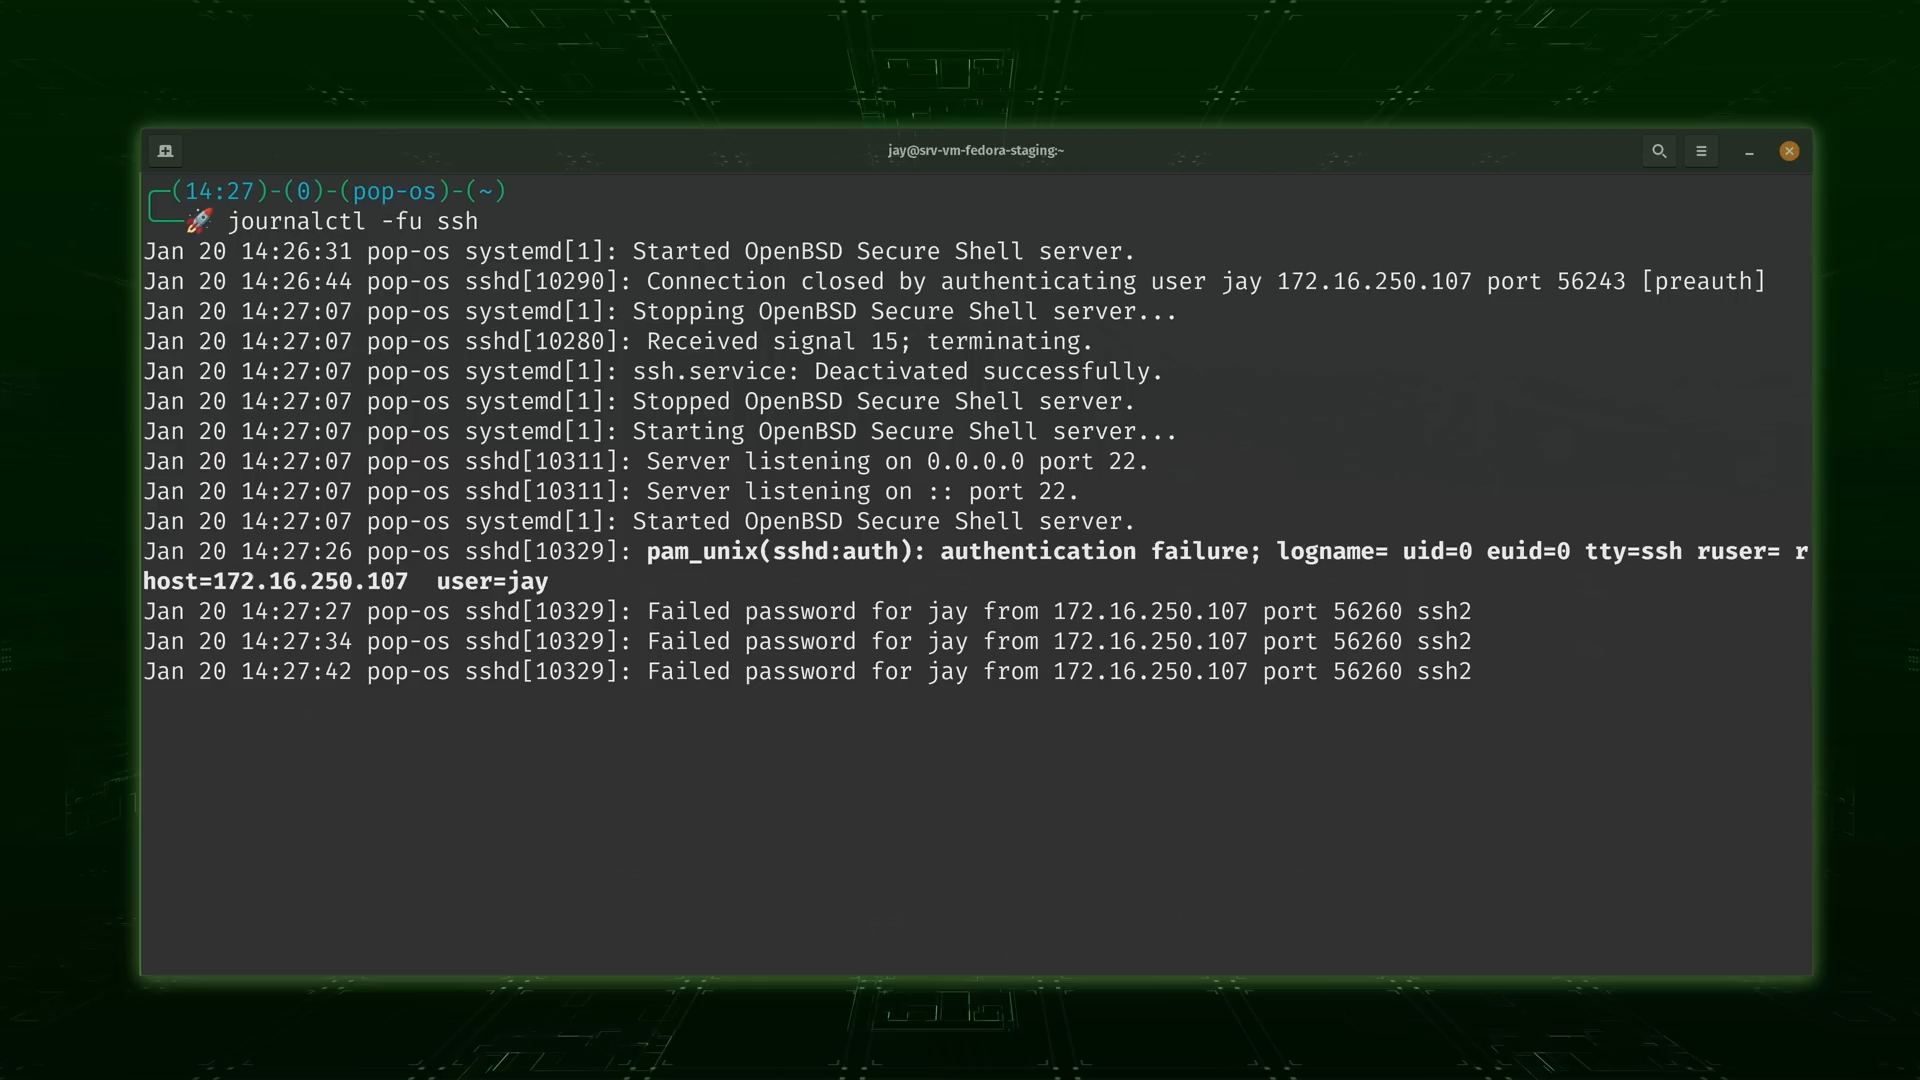 jay@srv-vm-fedora-staging:~
(14:27)-(0)-(pop-os)-(~)
🚀 journalctl -fu ssh
Jan 20 14:26:31 pop-os systemd[1]: Started OpenBSD Secure Shell server.
Jan 20 14:26:44 pop-os sshd[10290]: Connection closed by authenticating user jay 172.16.250.107 port 56243 [preauth]
Jan 20 14:27:07 pop-os systemd[1]: Stopping OpenBSD Secure Shell server...
Jan 20 14:27:07 pop-os sshd[10280]: Received signal 15; terminating.
Jan 20 14:27:07 pop-os systemd[1]: ssh.service: Deactivated successfully.
Jan 20 14:27:07 pop-os systemd[1]: Stopped OpenBSD Secure Shell server.
Jan 20 14:27:07 pop-os systemd[1]: Starting OpenBSD Secure Shell server...
Jan 20 14:27:07 pop-os sshd[10311]: Server listening on 0.0.0.0 port 22.
Jan 20 14:27:07 pop-os sshd[10311]: Server listening on :: port 22.
Jan 20 14:27:07 pop-os systemd[1]: Started OpenBSD Secure Shell server.
Jan 20 14:27:26 pop-os sshd[10329]: pam_unix(sshd:auth): authentication failure; logname= uid=0 euid=0 tty=ssh ruser= r
host=172.16.250.107  user=jay
Jan 20 14:27:27 pop-os sshd[10329]: Failed password for jay from 172.16.250.107 port 56260 ssh2
Jan 20 14:27:34 pop-os sshd[10329]: Failed password for jay from 172.16.250.107 port 56260 ssh2
Jan 20 14:27:42 pop-os sshd[10329]: Failed password for jay from 172.16.250.107 port 56260 ssh2